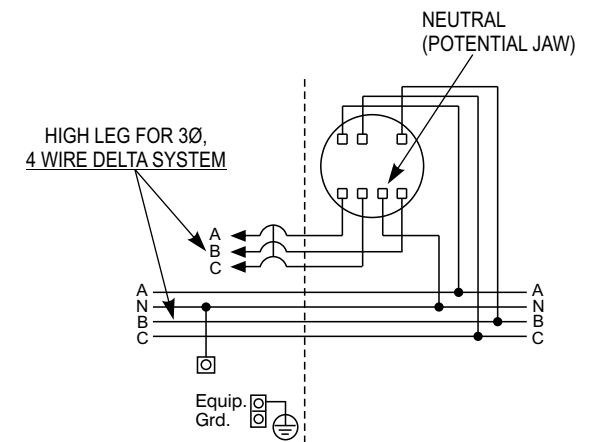 NEUTRAL
(POTENTIAL JAW)
HIGH LEG FOR 3Ø,
4 WIRE DELTA SYSTEM
A
B
C
A
N
B
C
A
N
B
C
Equip.
Grd.